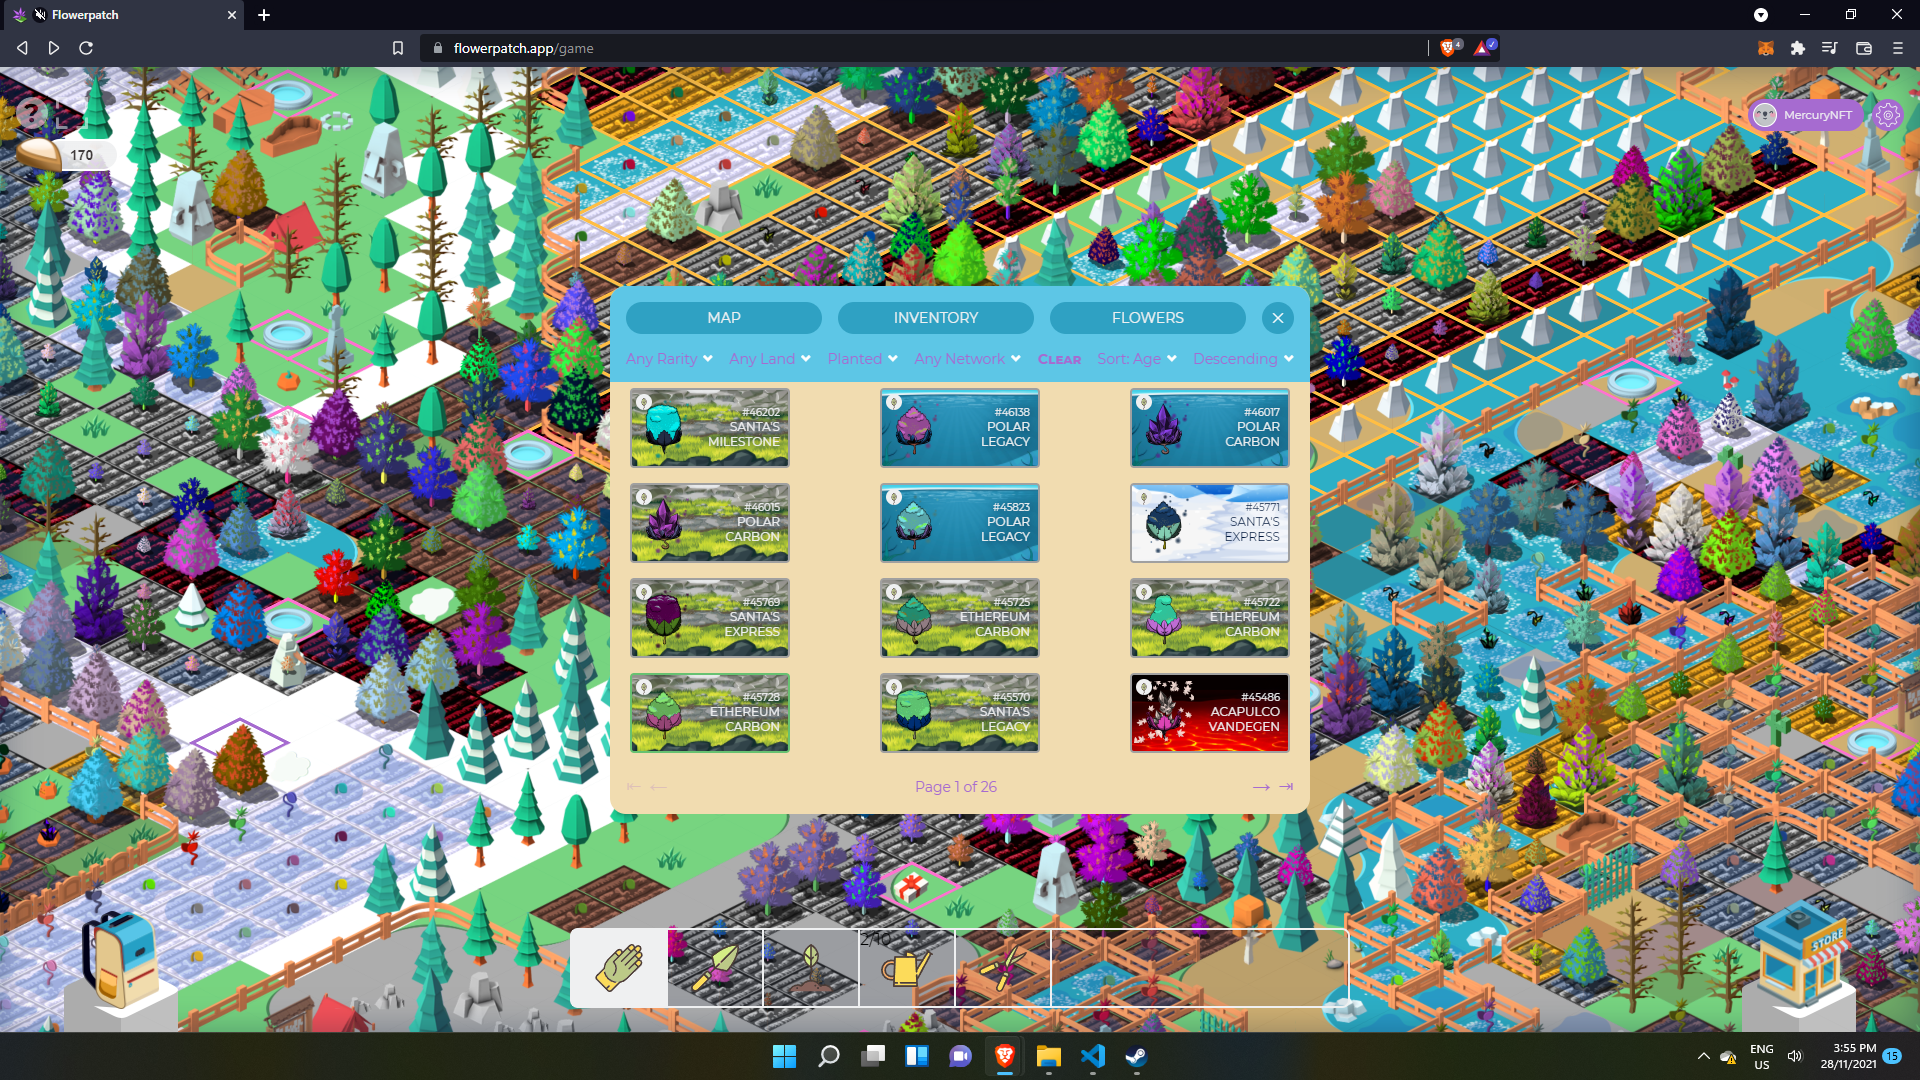 Flowerpatch
flowerpatch.app/game
4
170
MercuryNFT
MAP
INVENTORY
FLOWERS
Any Rarity
Any Land
Planted
Any Network
CLEAR
Sort: Age
Descending
#46202
SANTA'S
MILESTONE
#46138
POLAR
LEGACY
#46017
POLAR
CARBON
#46015
POLAR
CARBON
#45823
POLAR
LEGACY
#45771
SANTA'S
EXPRESS
#45769
SANTA'S
EXPRESS
#45725
ETHEREUM
CARBON
#45722
ETHEREUM
CARBON
#45728
ETHEREUM
CARBON
#45570
SANTA'S
LEGACY
#45486
ACAPULCO
VANDEGEN
Page 1 of 26
2/10
STORE
ENG
US
3:55 PM
28/11/2021
15